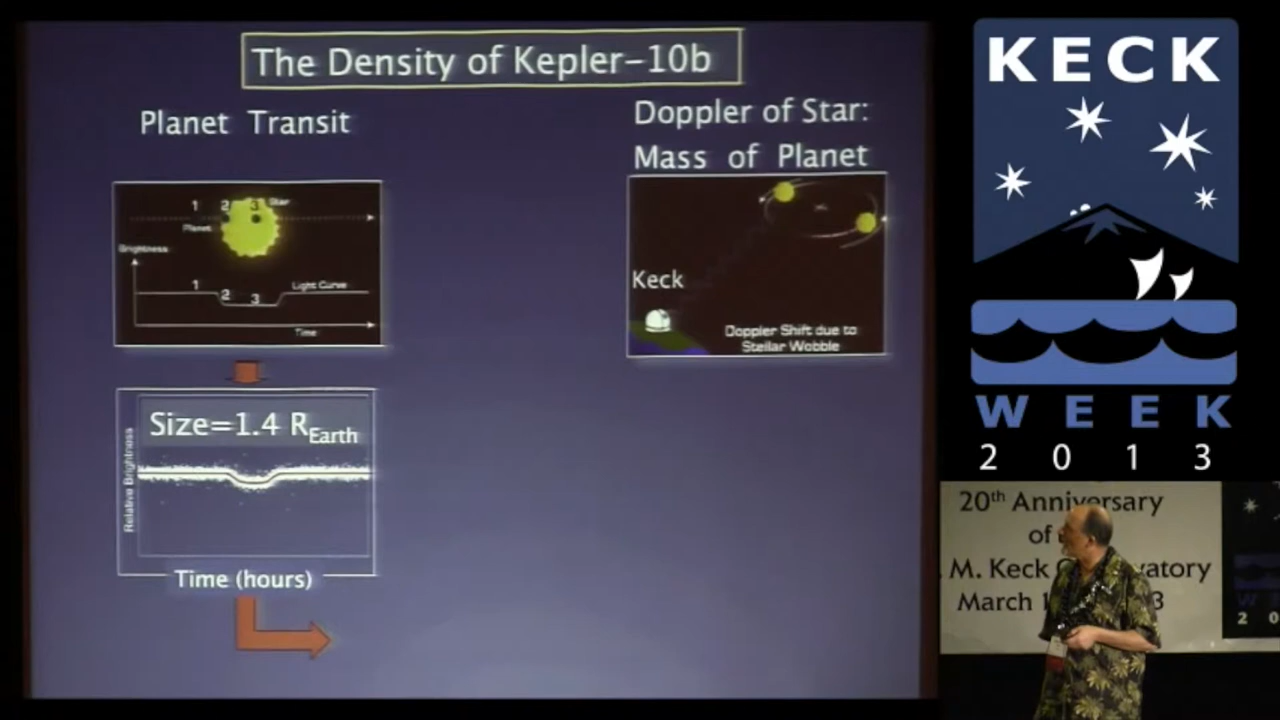 The Density of Kepler-10b
Planet Transit
1 2 3 Star
Planet
Brightness
1 2 3 Light Curve
Time
Size=1.4 REarth
Relative Brightness
Time (hours)
Doppler of Star:
Mass of Planet
Keck
Doppler Shift due to
Stellar Wobble
KECK
WEEK
2013
20th Anniversary
of
M. Keck
March 1 3
W
2 0